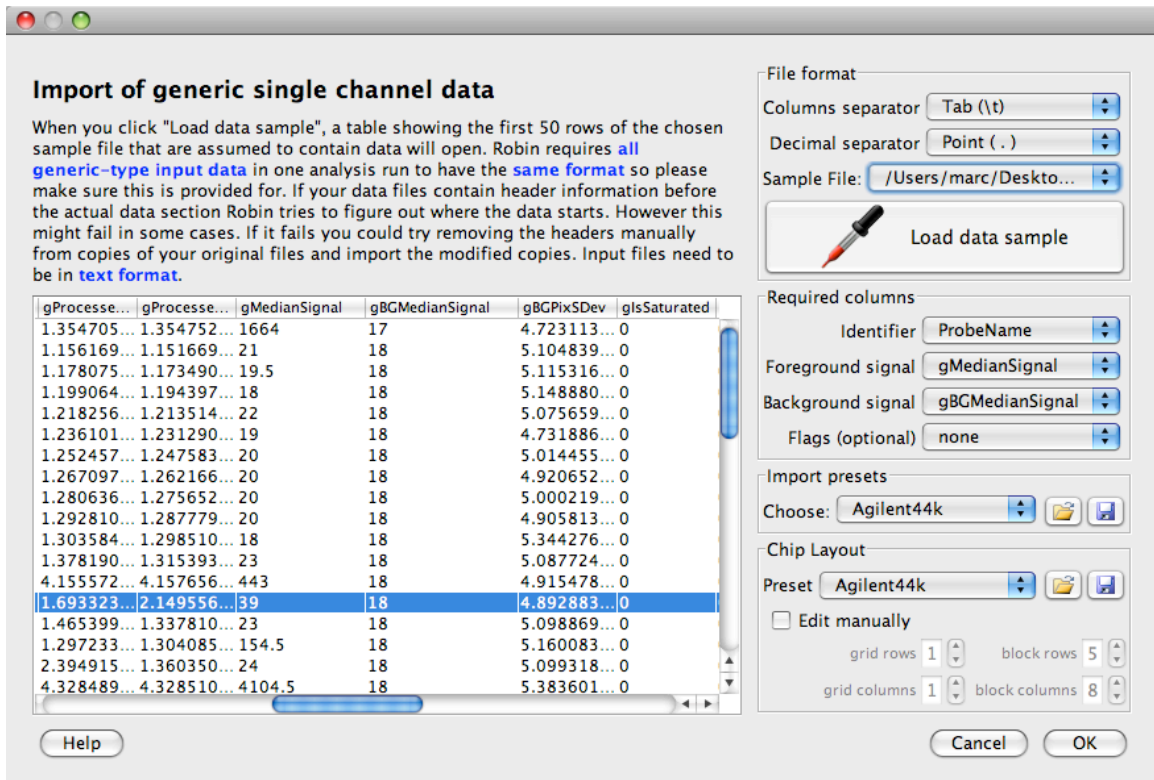 Import of generic single channel data
When you click "Load data sample", a table showing the first 50 rows of the chosen
sample file that are assumed to contain data will open. Robin requires all
generic-type input data in one analysis run to have the same format so please
make sure this is provided for. If your data files contain header information before
the actual data section Robin tries to figure out where the data starts. However this
might fail in some cases. If it fails you could try removing the headers manually
from copies of your original files and import the modified copies. Input files need to
be in text format.
gProcesse... gProcesse... gMedianSignal gBGMedianSignal gBGPixSDev gIsSaturated
1.354705... 1.354752... 1664 17 4.723113... 0
1.156169... 1.151669... 21 18 5.104839... 0
1.178075... 1.173490... 19.5 18 5.115316... 0
1.199064... 1.194397... 18 18 5.148880... 0
1.218256... 1.213514... 22 18 5.075659... 0
1.236101... 1.231290... 19 18 4.731886... 0
1.252457... 1.247583... 20 18 5.014455... 0
1.267097... 1.262166... 20 18 4.920652... 0
1.280636... 1.275652... 20 18 5.000219... 0
1.292810... 1.287779... 20 18 4.905813... 0
1.303584... 1.298510... 18 18 5.344276... 0
1.378190... 1.315393... 23 18 5.087724... 0
4.155572... 4.157656... 443 18 4.915478... 0
1.693323... 2.149556... 39 18 4.892883... 0
1.465399... 1.337810... 23 18 5.098869... 0
1.297233... 1.304085... 154.5 18 5.160083... 0
2.394915... 1.360350... 24 18 5.099318... 0
4.328489... 4.328510... 4104.5 18 5.383601... 0
Help
File format
Columns separator Tab (\t)
Decimal separator Point ( . )
Sample File: /Users/marc/Deskto...
Load data sample
Required columns
Identifier ProbeName
Foreground signal gMedianSignal
Background signal gBGMedianSignal
Flags (optional) none
Import presets
Choose: Agilent44k
Chip Layout
Preset Agilent44k
Edit manually
grid rows 1 block rows 5
grid columns 1 block columns 8
Cancel OK